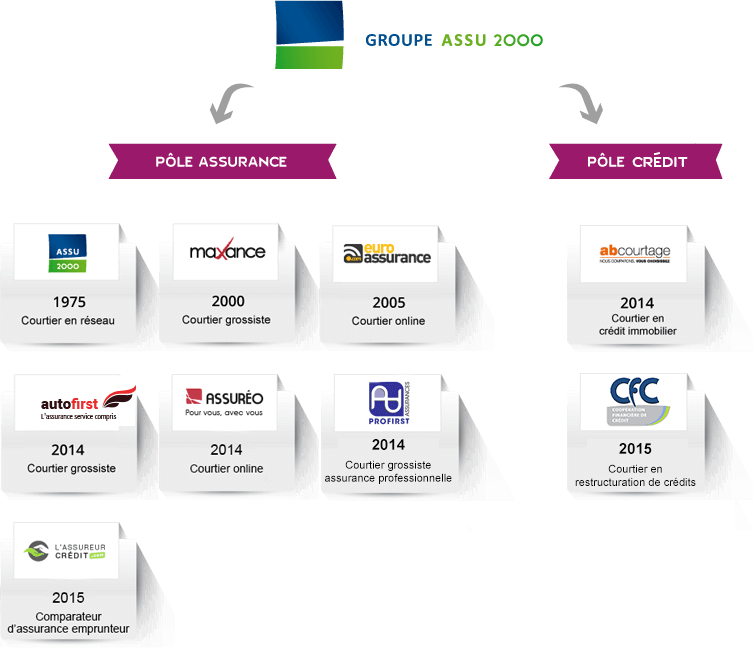 GROUPE ASSU 2000
PÔLE ASSURANCE
PÔLE CRÉDIT
ASSU
2000
1975
Courtier en réseau
maxance
2000
Courtier grossiste
euro
assurance
.com
2005
Courtier online
abcourtage
NOUS COMPARONS, VOUS CHOISISSEZ
2014
Courtier en
crédit immobilier
autofirst
L'assurance service compris
2014
Courtier grossiste
ASSURÉO
Pour vous, avec vous
2014
Courtier online
PROFIRST
ASSURANCES
2014
Courtier grossiste
assurance professionnelle
CFC
COOPÉRATION
FINANCIÈRE DE
CRÉDIT
2015
Courtier en
restructuration de crédits
L'ASSUREUR
CRÉDIT
2015
Comparateur
d'assurance emprunteur